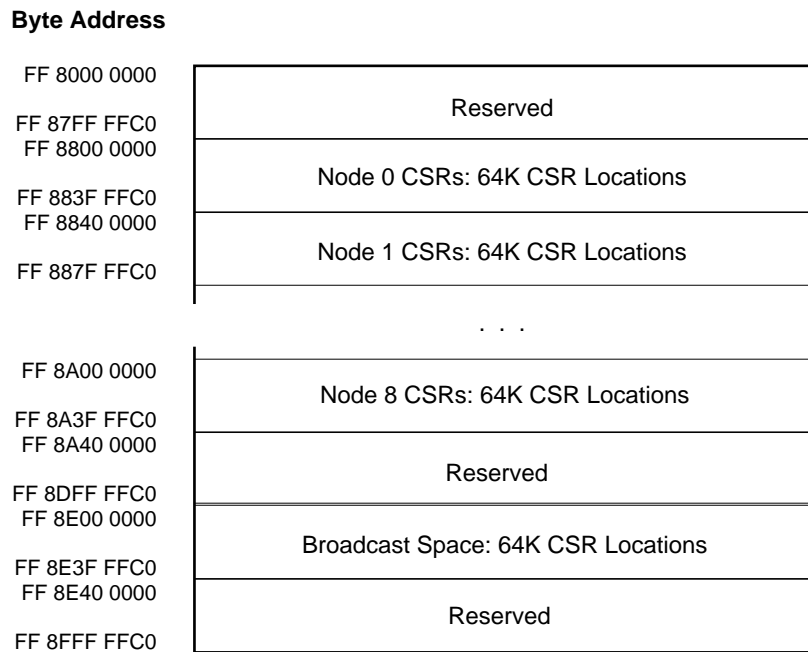 Byte Address
FF 8000 0000
Reserved
FF 87FF FFC0
FF 8800 0000
Node 0 CSRs: 64K CSR Locations
FF 883F FFC0
FF 8840 0000
Node 1 CSRs: 64K CSR Locations
FF 887F FFC0
. . .
FF 8A00 0000
Node 8 CSRs: 64K CSR Locations
FF 8A3F FFC0
FF 8A40 0000
Reserved
FF 8DFF FFC0
FF 8E00 0000
Broadcast Space: 64K CSR Locations
FF 8E3F FFC0
FF 8E40 0000
Reserved
FF 8FFF FFC0